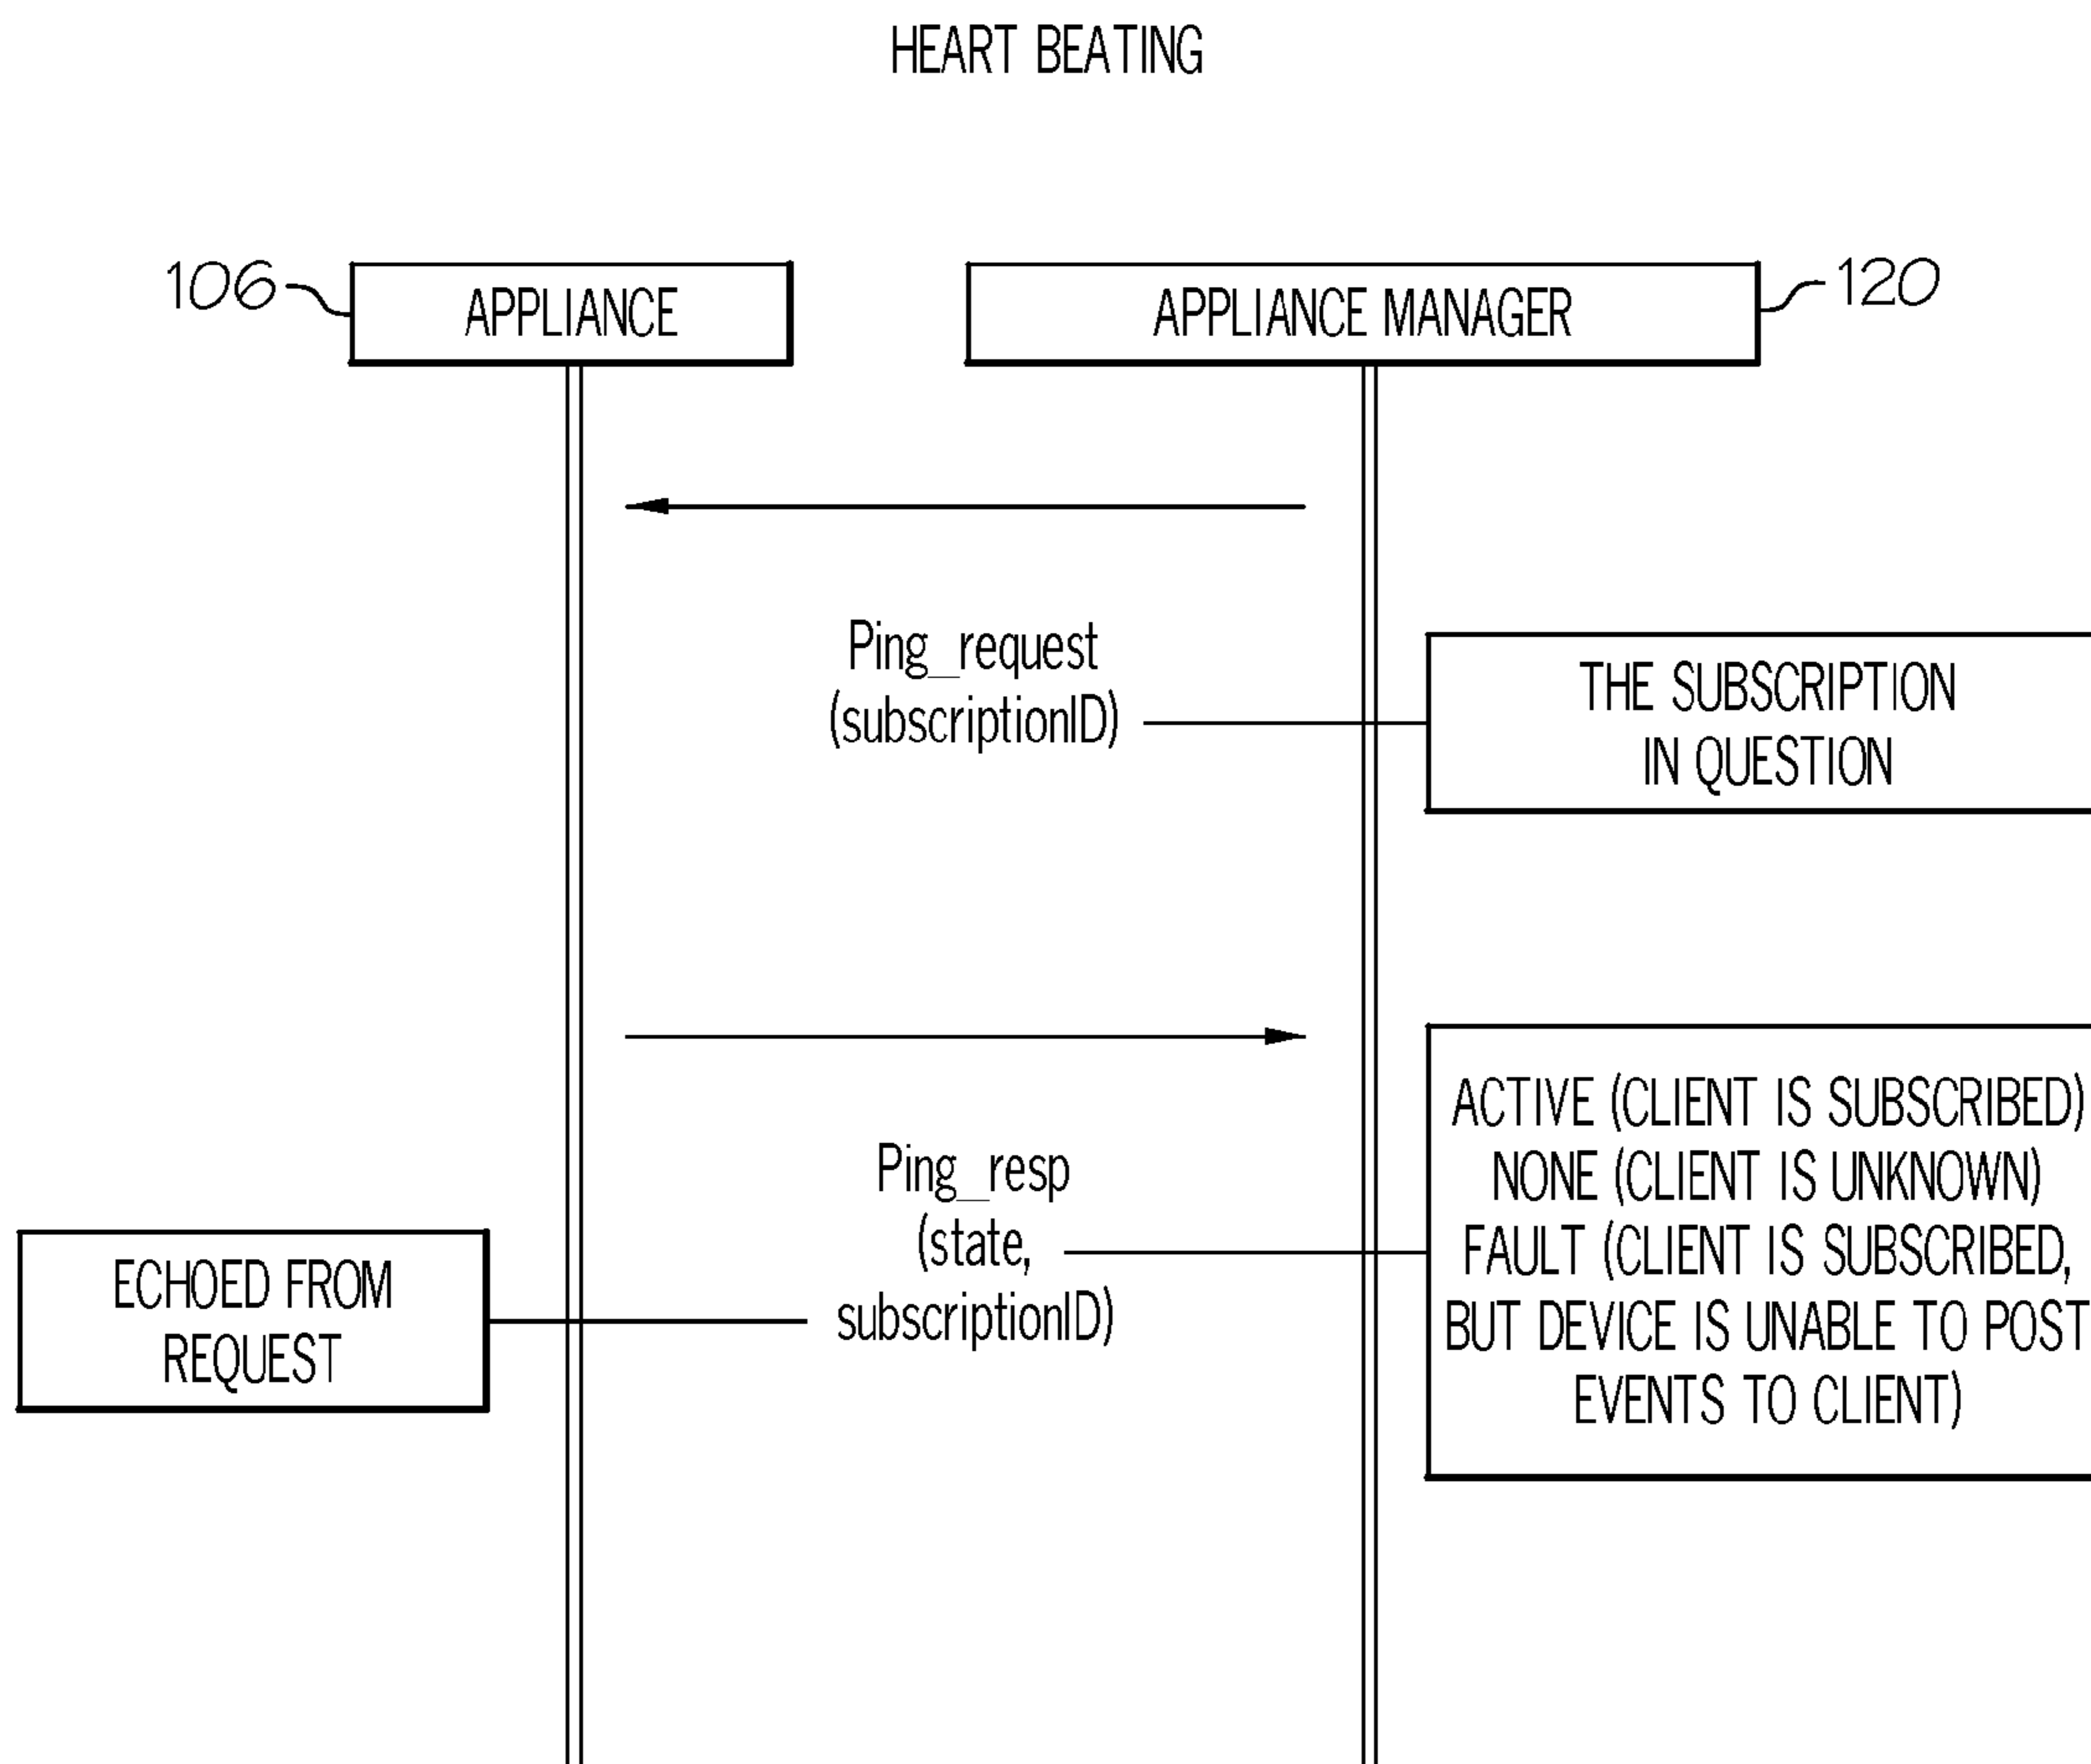 HEART BEATING
106
APPLIANCE
APPLIANCE MANAGER
120
Ping_request
(subscriptionID)
THE SUBSCRIPTION
IN QUESTION
Ping_resp
(state,
subscriptionID)
ACTIVE (CLIENT IS SUBSCRIBED)
NONE (CLIENT IS UNKNOWN)
FAULT (CLIENT IS SUBSCRIBED,
BUT DEVICE IS UNABLE TO POST
EVENTS TO CLIENT)
ECHOED FROM
REQUEST